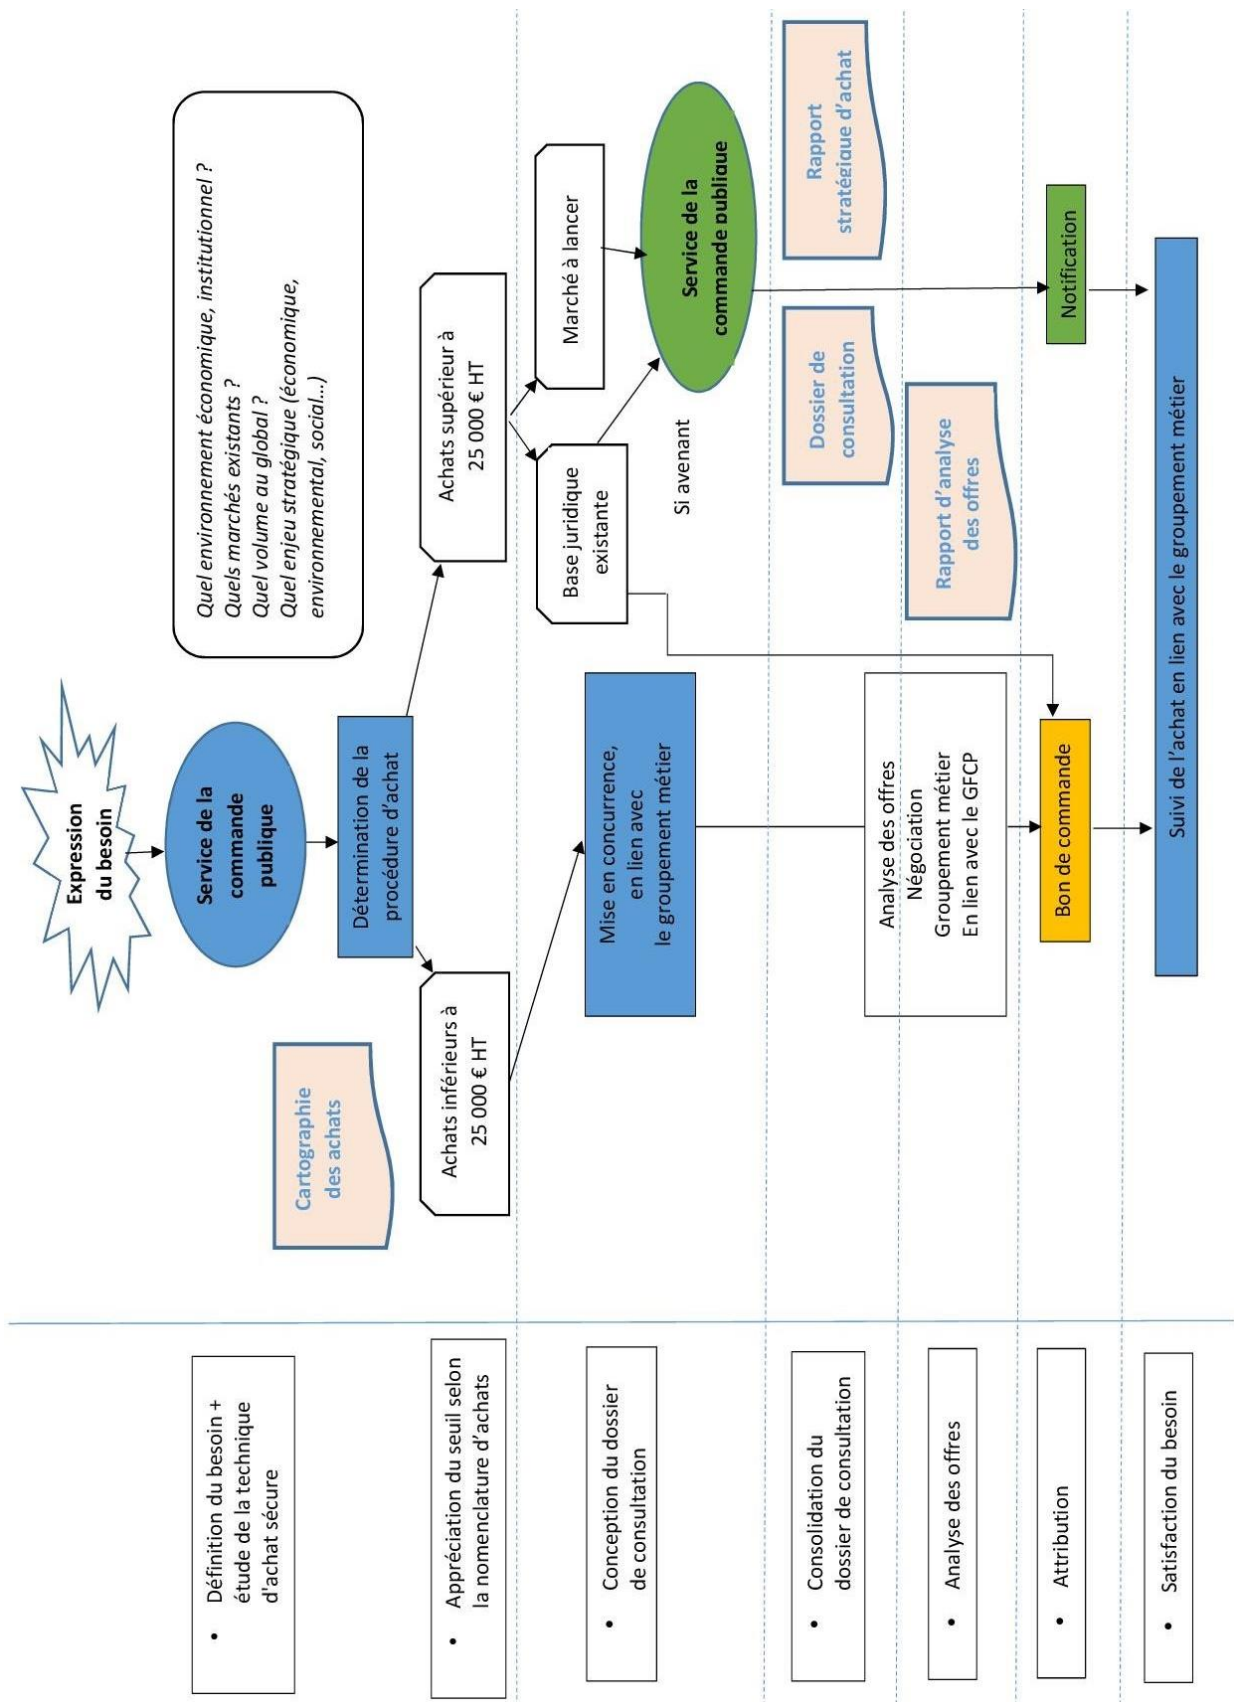 Expression
du besoin
Service de la
commande
publique
Quel environnement économique, institutionnel ?
Quels marchés existants ?
Quel volume au global ?
Quel enjeu stratégique (économique,
environnemental, social…)
• Définition du besoin +
étude de la technique
d'achat sécure
Cartographie
des achats
Détermination de la
procédure d'achat
• Appréciation du seuil selon
la nomenclature d'achats
Achats inférieurs à
25 000 € HT
Achats supérieur à
25 000 € HT
• Conception du dossier
de consultation
Mise en concurrence,
en lien avec
le groupement métier
Base juridique
existante
Marché à lancer
Si avenant
Service de la
commande publique
• Consolidation du
dossier de consultation
Dossier de
consultation
Rapport
stratégique d'achat
• Analyse des offres
Analyse des offres
Négociation
Groupement métier
En lien avec le GFCP
Rapport d'analyse
des offres
• Attribution
Bon de commande
Notification
• Satisfaction du besoin
Suivi de l'achat en lien avec le groupement métier